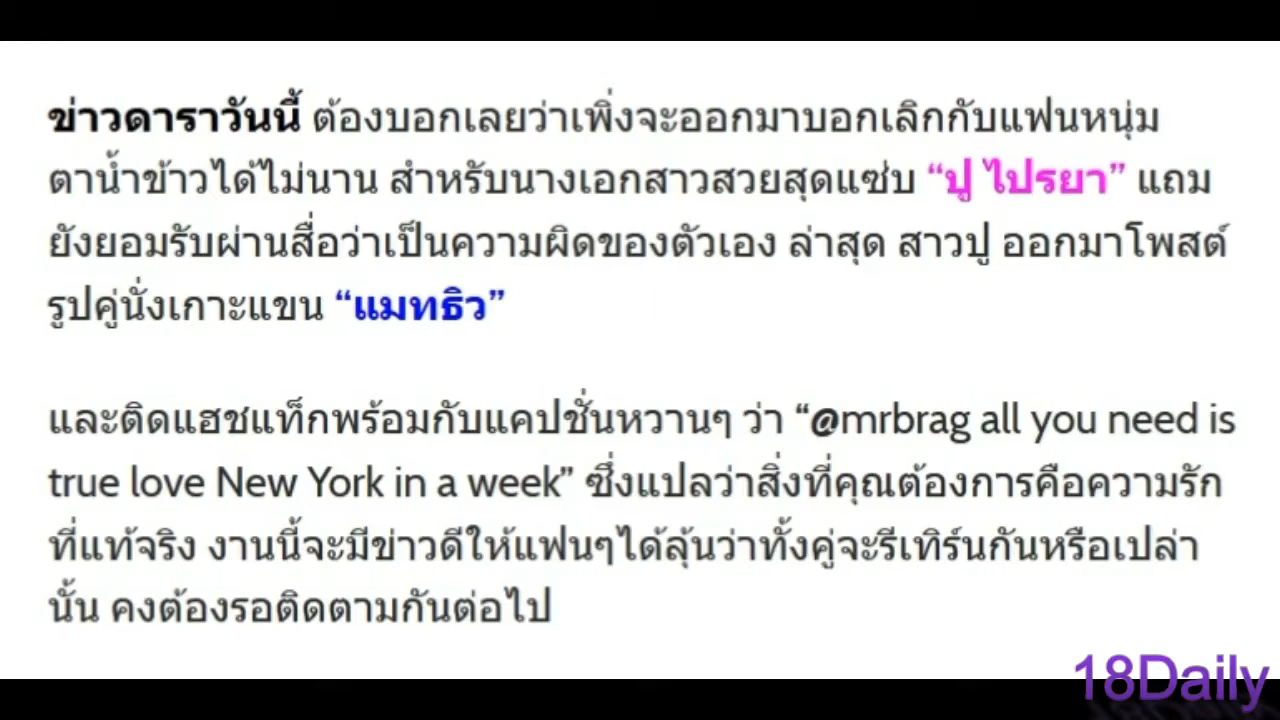 ข่าวดาราวันนี้ ต้องบอกเลยว่าเพิ่งจะออกมาบอกเลิกกับแฟนหนุ่ม
ตาน้ำข้าวได้ไม่นาน สำหรับนางเอกสาวสวยสุดแซ่บ “ปู ไปรยา” แถม
ยังยอมรับผ่านสื่อว่าเป็นความผิดของตัวเอง ล่าสุด สาวปู ออกมาโพสต์
รูปคู่นั่งเกาะแขน “แมทธิว”
และติดแฮชแท็กพร้อมกับแคปชั่นหวานๆ ว่า “@mrbrag all you need is
true love New York in a week” ซึ่งแปลว่าสิ่งที่คุณต้องการคือความรัก
ที่แท้จริง งานนี้จะมีข่าวดีให้แฟนๆได้ลุ้นว่าทั้งคู่จะรีเทิร์นกันหรือเปล่า
นั้น คงต้องรอติดตามกันต่อไป
18Daily